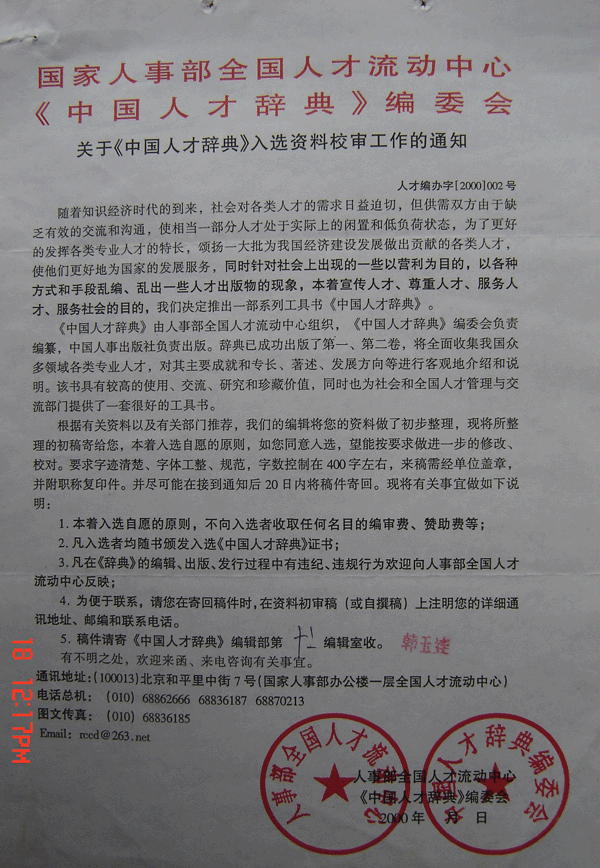 国家人事部全国人才流动中心
《中国人才辞典》编委会
关于《中国人才辞典》入选资料校审工作的通知
人才编办字[2000]002号
随着知识经济时代的到来，社会对各类人才的需求日益迫切，但供需双方由于缺
乏有效的交流和沟通，使相当一部分人才处于实际上的闲置和低负荷状态，为了更好
的发挥各类专业人才的特长，颂扬一大批为我国经济建设发展做出贡献的各类人才，
使他们更好地为国家的发展服务，同时针对社会上出现的一些以营利为目的，以各种
方式和手段乱编、乱出一些人才出版物的现象，本着宣传人才、尊重人才、服务人
才、服务社会的目的，我们决定推出一部系列工具书《中国人才辞典》。
《中国人才辞典》由人事部全国人才流动中心组织，《中国人才辞典》编委会负责
编纂，中国人事出版社负责出版。辞典已成功出版了第一、第二卷，将全面收集我国众
多领域各类专业人才，对其主要成就和专长、著述、发展方向等进行客观地介绍和说
明。该书具有较高的使用、交流、研究和珍藏价值，同时也为社会和全国人才管理与交
流部门提供了一套很好的工具书。
根据有关资料以及有关部门推荐，我们的编辑将您的资料做了初步整理，现将所整
理的初稿寄给您，本着入选自愿的原则，如您同意入选，望能按要求做进一步的修改、
校对。要求字迹清楚、字体工整、规范，字数控制在400字左右，来稿需经单位盖章，
并附职称复印件。并尽可能在接到通知后20日内将稿件寄回。现将有关事宜做如下说
明：
1.本着入选自愿的原则，不向入选者收取任何名目的编审费、赞助费等；
2.凡入选者均随书颁发入选《中国人才辞典》证书；
3.凡在《辞典》的编辑、出版、发行过程中有违纪、违规行为欢迎向人事部全国人才
流动中心反映；
4.为便于联系，请您在寄回稿件时，在资料初审稿（或自撰稿）上注明您的详细通
讯地址、邮编和联系电话。
5.稿件请寄《中国人才辞典》编辑部第 十二 编辑室收。 韩玉莲
有不明之处，欢迎来函、来电咨询有关事宜。
通讯地址:(100013)北京和平里中街7号(国家人事部办公楼一层全国人才流动中心)
电话总机：(010) 68862666 68836187 68870213
图文传真：(010) 68836185
Email: rccd@263.net
人事部全国人才流动中心
中国人才辞典编委会
人事部全国人才流动中心
《中国人才辞典》编委会
2000年 月 日
18 12:17PM